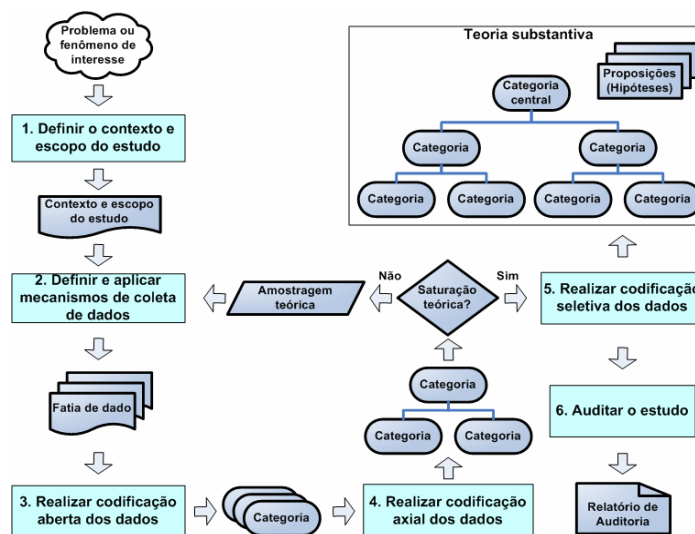 Problema ou
fenômeno de
interesse
1. Definir o contexto e
escopo do estudo
Contexto e escopo
do estudo
2. Definir e aplicar
mecanismos de coleta
de dados
Fatia de dado
3. Realizar codificação
aberta dos dados
Categoria
4. Realizar codificação
axial dos dados
Categoria
Categoria
Categoria
Saturação
teórica?
Não
Sim
Amostragem
teórica
5. Realizar codificação
seletiva dos dados
Teoria substantiva
Proposições
(Hipóteses)
Categoria
central
Categoria
Categoria
Categoria
Categoria
Categoria
Categoria
6. Auditar o estudo
Relatório de
Auditoria